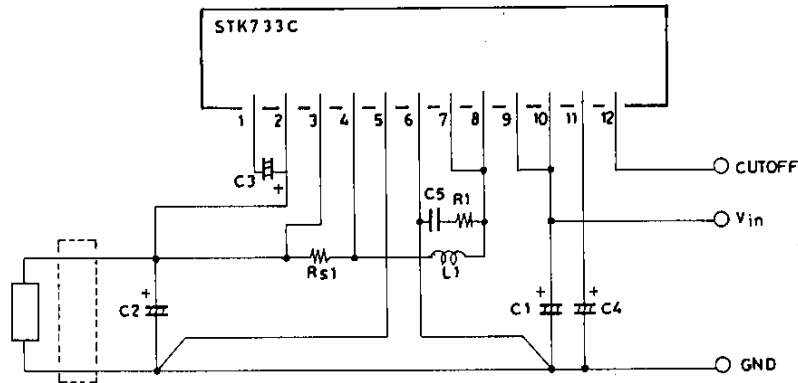 STK733C
1 2 3 4 5 6 7 8 9 10 11 12
C3
+
CUTOFF
C5 R1
Vin
Rs1 L1
+ + +
C2 C1 C4
GND